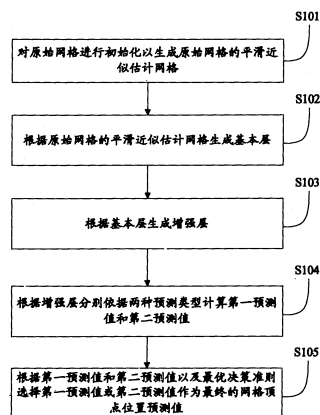 S101
对原始网格进行初始化以生成原始网格的平滑近
似估计网格
S102
根据原始网格的平滑近似估计网格生成基本层
S103
根据基本层生成增强层
S104
根据增强层分别依据两种预测类型计算第一预测
值和第二预测值
S105
根据第一预测值和第二预测值以及最优决策准则
选择第一预测值或第二预测值作为最终的网格顶
点位置预测值